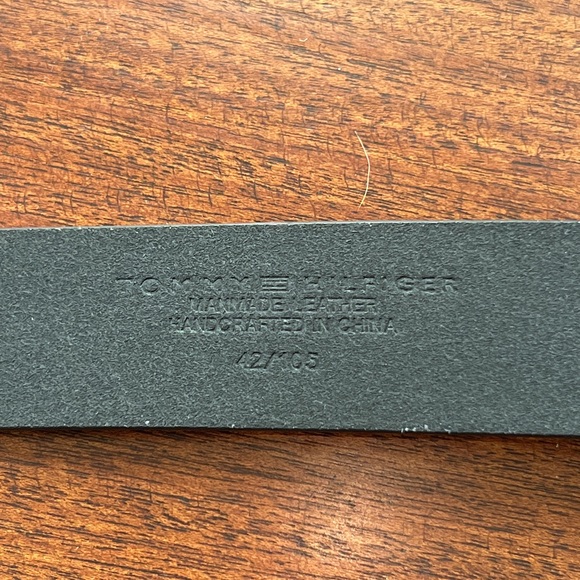 TOMMY HILFIGER
MANMADE LEATHER
HANDCRAFTED IN CHINA
42/105